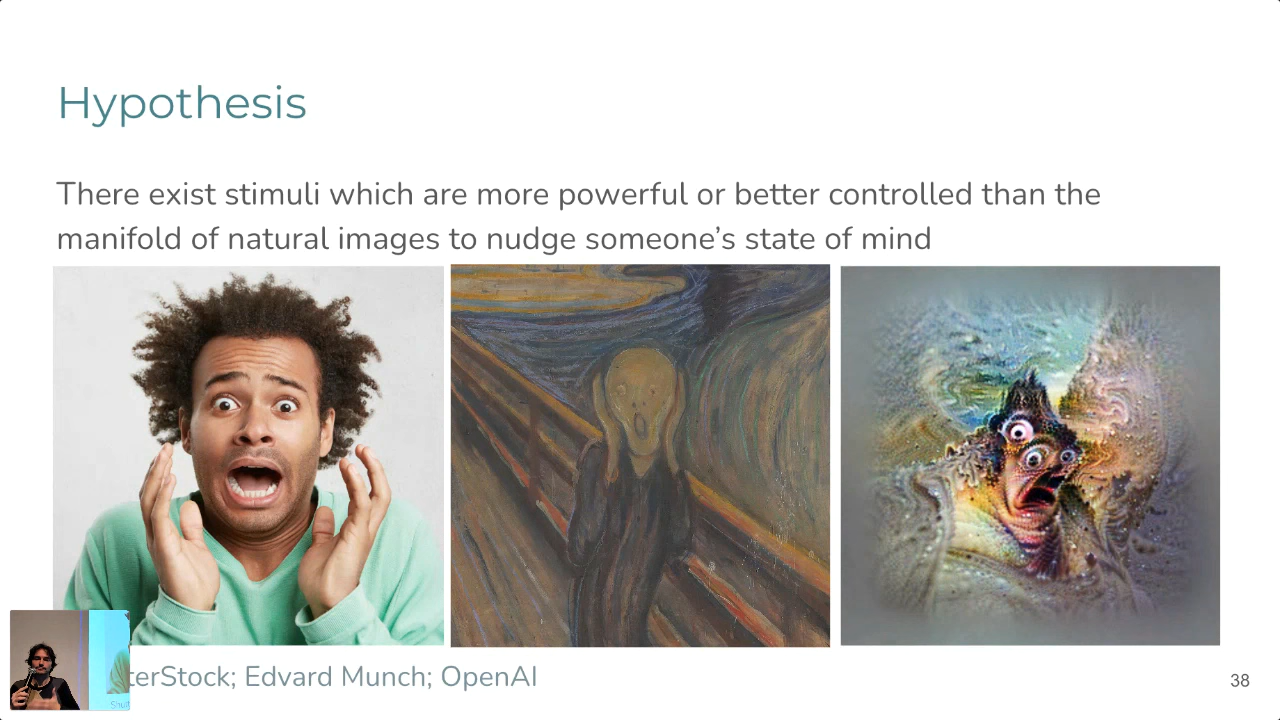 Hypothesis
There exist stimuli which are more powerful or better controlled than the
manifold of natural images to nudge someone’s state of mind
terStock; Edvard Munch; OpenAI
38